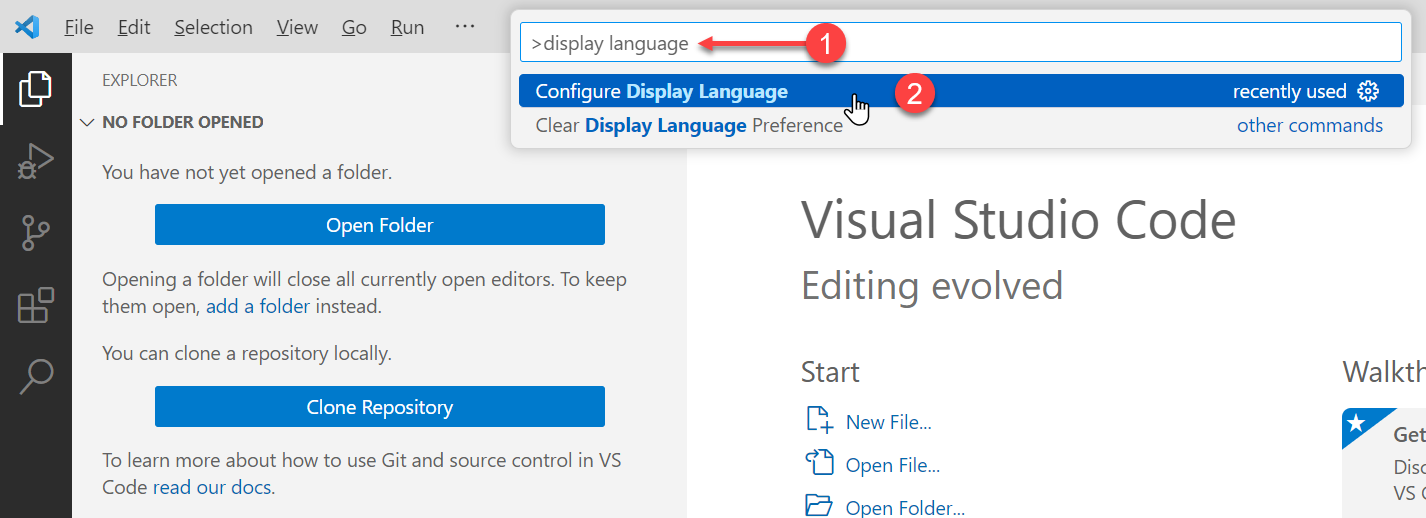 File Edit Selection View Go Run ···
>display language 1
Configure Display Language 2 recently used
Clear Display Language Preference other commands
EXPLORER
NO FOLDER OPENED
You have not yet opened a folder.
Open Folder
Opening a folder will close all currently open editors. To keep
them open, add a folder instead.
You can clone a repository locally.
Clone Repository
To learn more about how to use Git and source control in VS
Code read our docs.
Visual Studio Code
Editing evolved
Start
New File...
Open File...
Open Folder...
Walkth
Get
Disc
VS C